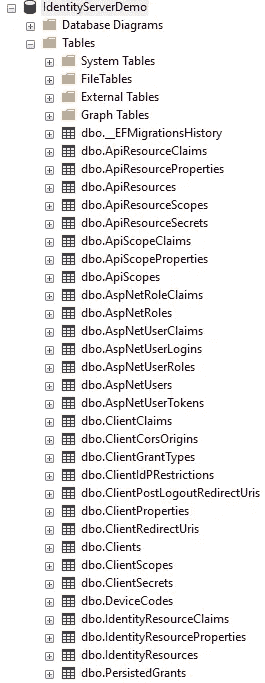 IdentityServerDemo
Database Diagrams
Tables
System Tables
FileTables
External Tables
Graph Tables
dbo.__EFMigrationsHistory
dbo.ApiResourceClaims
dbo.ApiResourceProperties
dbo.ApiResources
dbo.ApiResourceScopes
dbo.ApiResourceSecrets
dbo.ApiScopeClaims
dbo.ApiScopeProperties
dbo.ApiScopes
dbo.AspNetRoleClaims
dbo.AspNetRoles
dbo.AspNetUserClaims
dbo.AspNetUserLogins
dbo.AspNetUserRoles
dbo.AspNetUsers
dbo.AspNetUserTokens
dbo.ClientClaims
dbo.ClientCorsOrigins
dbo.ClientGrantTypes
dbo.ClientIdPRestrictions
dbo.ClientPostLogoutRedirectUris
dbo.ClientProperties
dbo.ClientRedirectUris
dbo.Clients
dbo.ClientScopes
dbo.ClientSecrets
dbo.DeviceCodes
dbo.IdentityResourceClaims
dbo.IdentityResourceProperties
dbo.IdentityResources
dbo.PersistedGrants